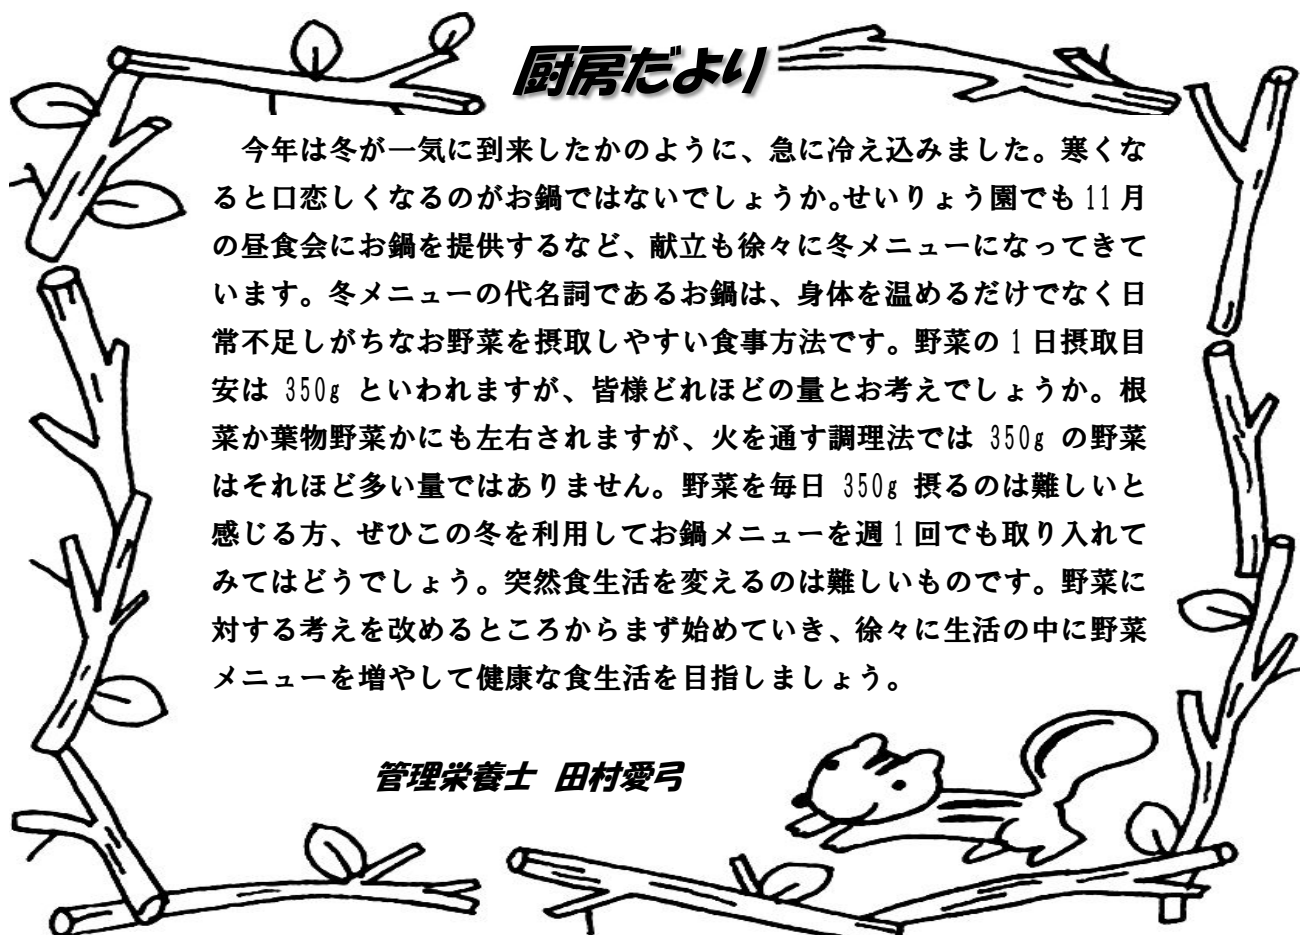 厨房だより
今年は冬が一気に到来したかのように、急に冷え込みました。寒くな
ると口恋しくなるのがお鍋ではないでしょうか。せいりょう園でも11月
の昼食会にお鍋を提供するなど、献立も徐々に冬メニューになってきて
います。冬メニューの代名詞であるお鍋は、身体を温めるだけでなく日
常不足しがちなお野菜を摂取しやすい食事方法です。野菜の1日摂取目
安は 350g といわれますが、皆様どれほどの量とお考えでしょうか。根
菜か葉物野菜かにも左右されますが、火を通す調理法では 350g の野菜
はそれほど多い量ではありません。野菜を毎日 350g 摂るのは難しいと
感じる方、ぜひこの冬を利用してお鍋メニューを週1回でも取り入れて
みてはどうでしょう。突然食生活を変えるのは難しいものです。野菜に
対する考えを改めるところからまず始めていき、徐々に生活の中に野菜
メニューを増やして健康な食生活を目指しましょう。
管理栄養士 田村愛弓